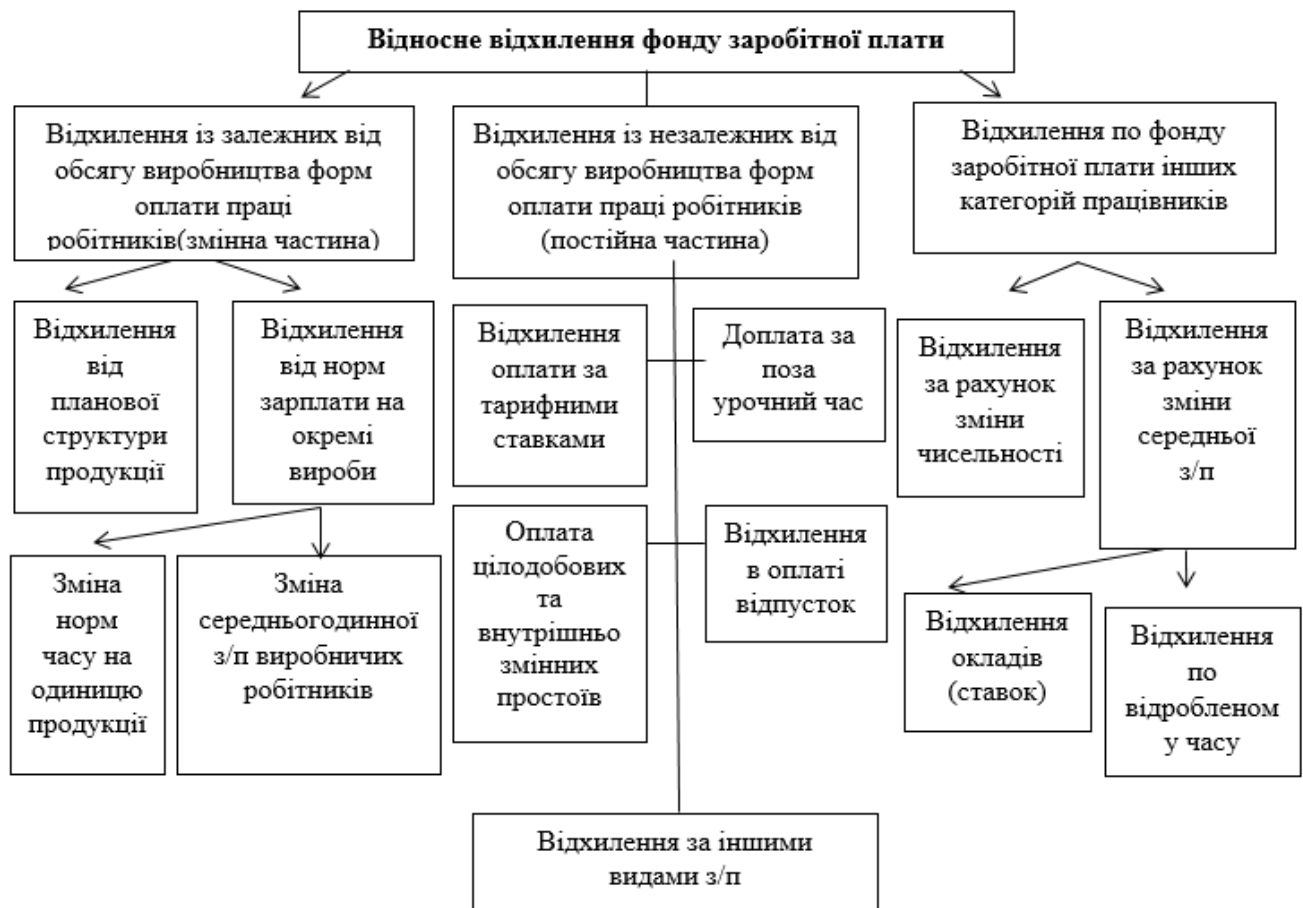 Відносне відхилення фонду заробітної плати
Відхилення із залежних від
обсягу виробництва форм
оплати праці
робітників(змінна частина)
Відхилення із незалежних від
обсягу виробництва форм
оплати праці робітників
(постійна частина)
Відхилення по фонду
заробітної плати інших
категорій працівників
Відхилення
від
планової
структури
продукції
Відхилення
від норм
зарплати на
окремі
вироби
Відхилення
оплати за
тарифними
ставками
Доплата за
поза
урочний час
Відхилення
за рахунок
зміни
чисельності
Відхилення
за рахунок
зміни
середньої
з/п
Зміна
норм
часу на
одиницю
продукції
Зміна
середньогодинної
з/п виробничих
робітників
Оплата
цілодобових
та
внутрішньо
змінних
простоїв
Відхилення
в оплаті
відпусток
Відхилення
окладів
(ставок)
Відхилення
по
відробленом
у часу
Відхилення за іншими
видами з/п